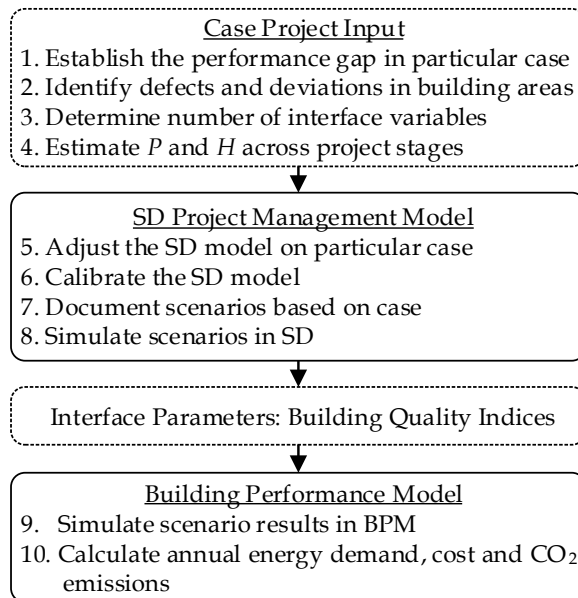 Case Project Input
1. Establish the performance gap in particular case
2. Identify defects and deviations in building areas
3. Determine number of interface variables
4. Estimate P and H across project stages
SD Project Management Model
5. Adjust the SD model on particular case
6. Calibrate the SD model
7. Document scenarios based on case
8. Simulate scenarios in SD
Interface Parameters: Building Quality Indices
Building Performance Model
9. Simulate scenario results in BPM
10. Calculate annual energy demand, cost and CO₂
emissions